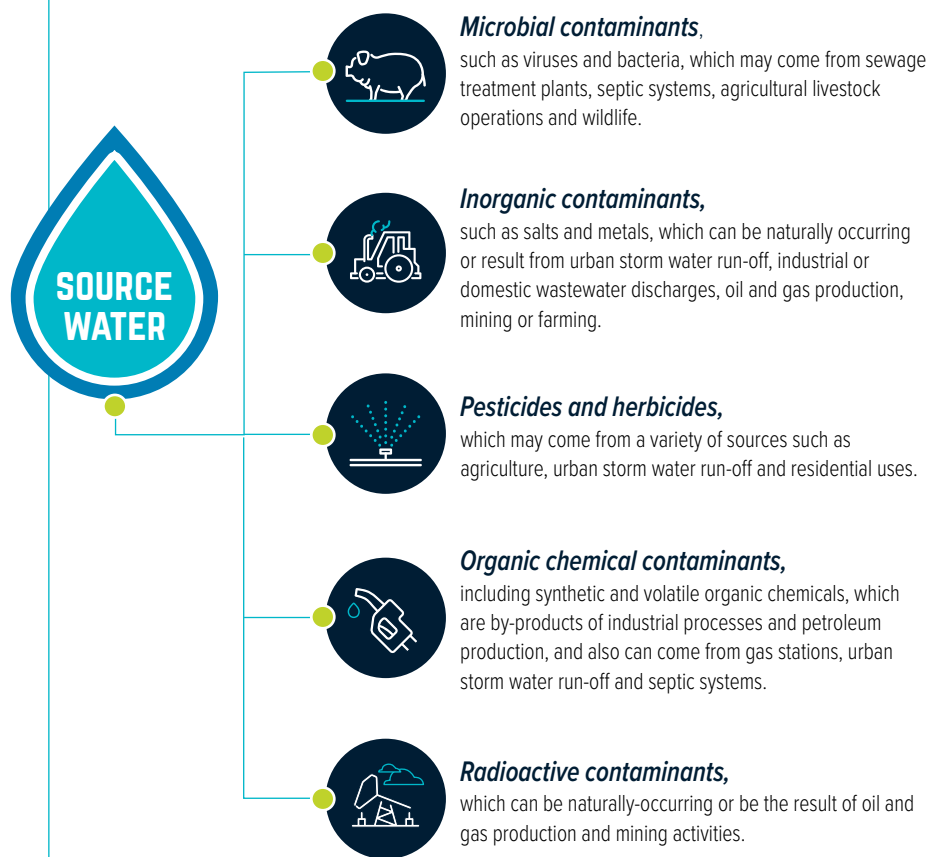 SOURCE
WATER
Microbial contaminants,
such as viruses and bacteria, which may come from sewage
treatment plants, septic systems, agricultural livestock
operations and wildlife.
Inorganic contaminants,
such as salts and metals, which can be naturally occurring
or result from urban storm water run-off, industrial or
domestic wastewater discharges, oil and gas production,
mining or farming.
Pesticides and herbicides,
which may come from a variety of sources such as
agriculture, urban storm water run-off and residential uses.
Organic chemical contaminants,
including synthetic and volatile organic chemicals, which
are by-products of industrial processes and petroleum
production, and also can come from gas stations, urban
storm water run-off and septic systems.
Radioactive contaminants,
which can be naturally-occurring or be the result of oil and
gas production and mining activities.